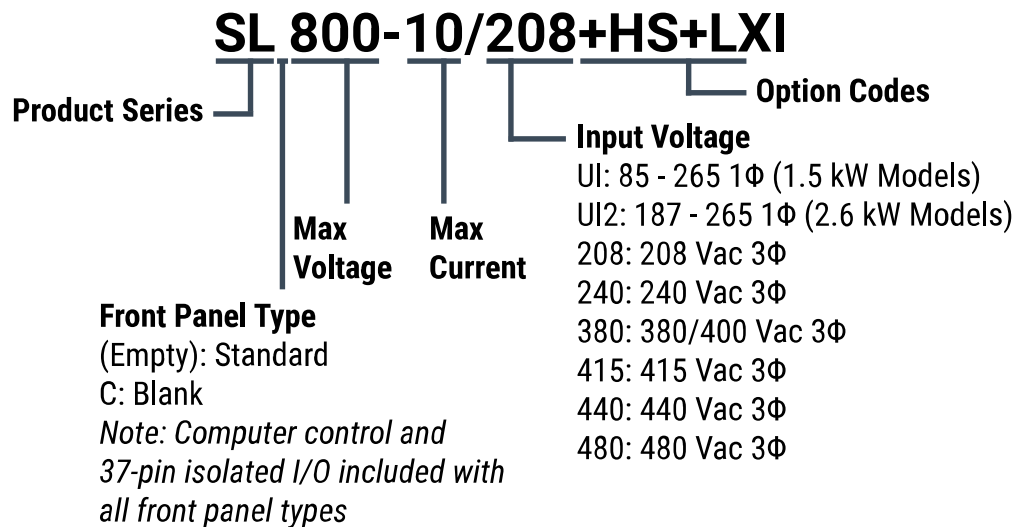 SL 800-10/208+HS+LXI
Product Series
Option Codes
Max
Voltage
Max
Current
Input Voltage
UI: 85 - 265 1Φ (1.5 kW Models)
UI2: 187 - 265 1Φ (2.6 kW Models)
208: 208 Vac 3Φ
240: 240 Vac 3Φ
380: 380/400 Vac 3Φ
415: 415 Vac 3Φ
440: 440 Vac 3Φ
480: 480 Vac 3Φ
Front Panel Type
(Empty): Standard
C: Blank
Note: Computer control and
37-pin isolated I/O included with
all front panel types